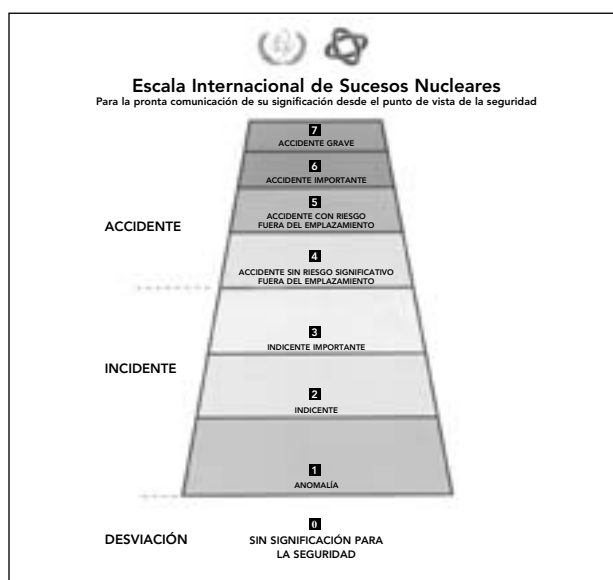 Escala Internacional de Sucesos Nucleares
Para la pronta comunicación de su significación desde el punto de vista de la seguridad
7
ACCIDENTE GRAVE
6
ACCIDENTE IMPORTANTE
5
ACCIDENTE CON RIESGO
FUERA DEL EMPLAZAMIENTO
ACCIDENTE
4
ACCIDENTE SIN RIESGO SIGNIFICATIVO
FUERA DEL EMPLAZAMIENTO
3
INDICENTE IMPORTANTE
INCIDENTE
2
INDICENTE
1
ANOMALÍA
0
DESVIACIÓN
SIN SIGNIFICACIÓN PARA
LA SEGURIDAD